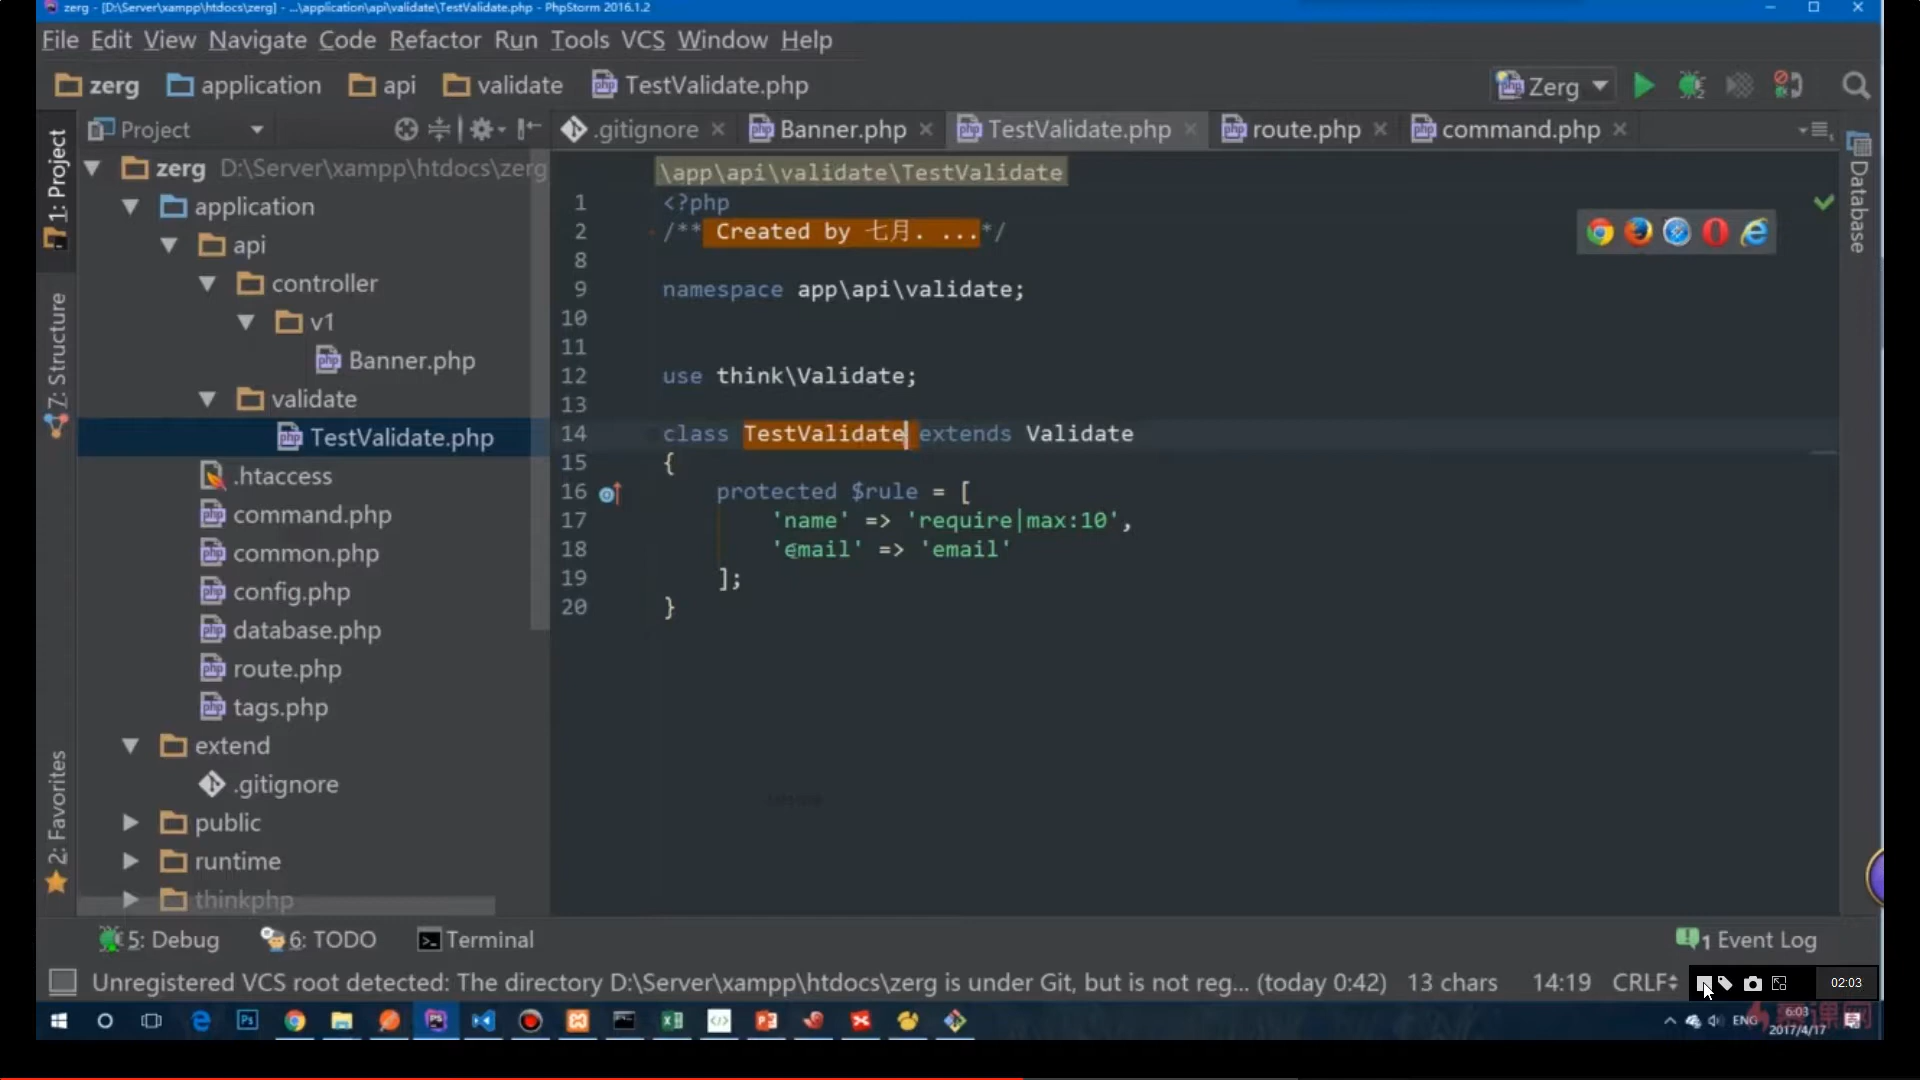 zerg - [D:\Server\xampp\htdocs\zerg] - ...\application\api\validate\TestValidate.php - PhpStorm 2016.1.2
File Edit View Navigate Code Refactor Run Tools VCS Window Help
zerg application api validate TestValidate.php Zerg
1: Project
7: Structure
2: Favorites
Project
zerg D:\Server\xampp\htdocs\zerg
application
api
controller
v1
Banner.php
validate
TestValidate.php
.htaccess
command.php
common.php
config.php
database.php
route.php
tags.php
extend
.gitignore
public
runtime
thinkphp
.gitignore Banner.php TestValidate.php route.php command.php
\app\api\validate\TestValidate
1 <?php
2 /** Created by 七月. ...*/
8
9 namespace app\api\validate;
10
11
12 use think\Validate;
13
14 class TestValidate extends Validate
15 {
16 protected $rule = [
17 'name' => 'require|max:10',
18 'email' => 'email'
19 ];
20 }
Database
5: Debug 6: TODO Terminal 1 Event Log
Unregistered VCS root detected: The directory D:\Server\xampp\htdocs\zerg is under Git, but is not reg... (today 0:42) 13 chars 14:19 CRLF
02:03
ENG 6:03
2017/4/17